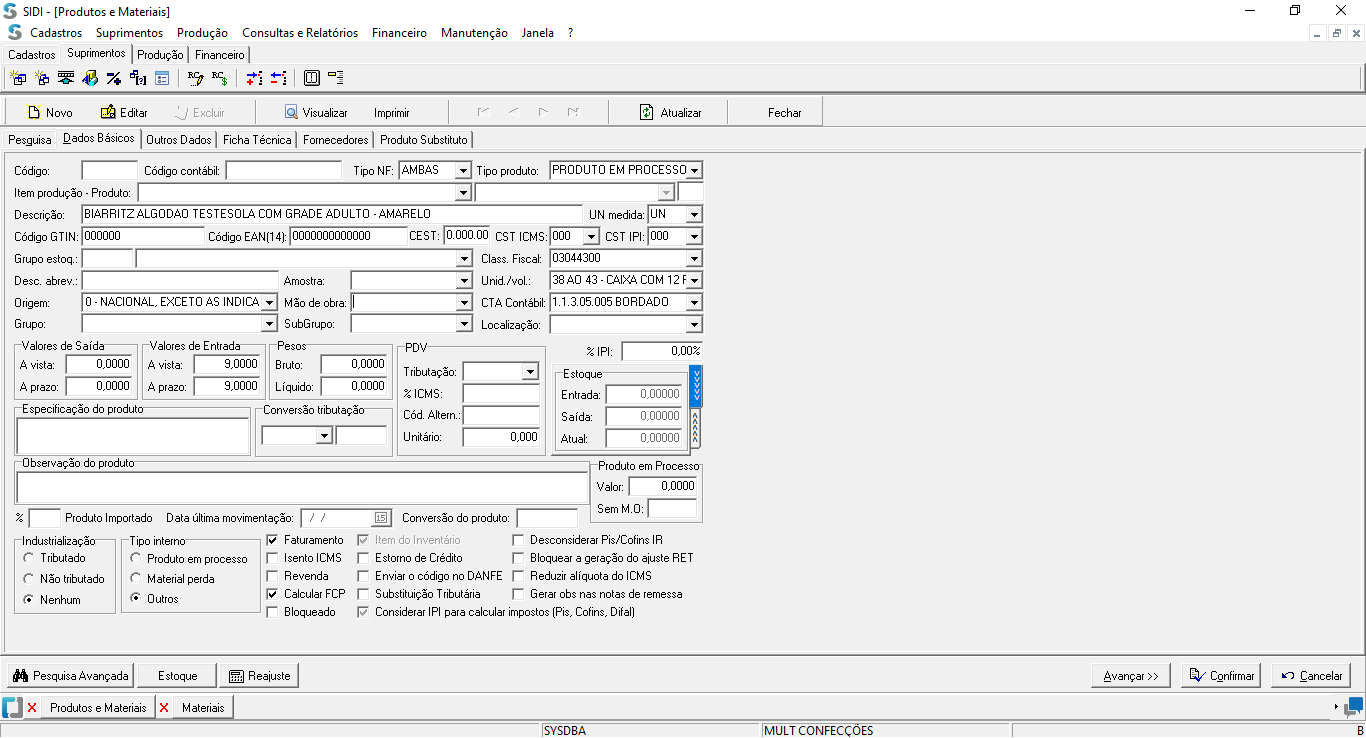 SIDI - [Produtos e Materiais]
Cadastros Suprimentos Produção Consultas e Relatórios Financeiro Manutenção Janela ?
Cadastros Suprimentos Produção Financeiro
Novo Editar Excluir Visualizar Imprimir Atualizar Fechar
Pesquisa Dados Básicos Outros Dados Ficha Técnica Fornecedores Produto Substituto
Código: Código contábil: Tipo NF: AMBAS Tipo produto: PRODUTO EM PROCESSO
Item produção - Produto:
Descrição: BIARRITZ ALGODAO TESTESOLA COM GRADE ADULTO - AMARELO UN medida: UN
Código GTIN: 000000 Código EAN(14): 0000000000000 CEST: 0.000.00 CST ICMS: 000 CST IPI: 000
Grupo estoq.: Class. Fiscal: 03044300
Desc. abrev.: Amostra: Unid./vol.: 38 AO 43 - CAIXA COM 12 P
Origem: 0 - NACIONAL, EXCETO AS INDICA Mão de obra: CTA Contábil: 1.1.3.05.005 BORDADO
Grupo: SubGrupo: Localização:
Valores de Saída Valores de Entrada Pesos PDV % IPI: 0,00%
A vista: 0,0000 A vista: 9,0000 Bruto: 0,0000 Tributação: Estoque
A prazo: 0,0000 A prazo: 9,0000 Líquido: 0,0000 % ICMS: Entrada: 0,00000
Especificação do produto Conversão tributação Cód. Altern.: Saída: 0,00000
Unitário: 0,000 Atual: 0,00000
Observação do produto Produto em Processo
Valor: 0,0000
Sem M.O:
% Produto Importado Data última movimentação: / / 15 Conversão do produto:
Industrialização Tipo interno Faturamento Item do Inventário Desconsiderar Pis/Cofins IR
Tributado Produto em processo Isento ICMS Estorno de Crédito Bloquear a geração do ajuste RET
Não tributado Material perda Revenda Enviar o código no DANFE Reduzir alíquota do ICMS
Nenhum Outros Calcular FCP Substituição Tributária Gerar obs nas notas de remessa
Bloqueado Considerar IPI para calcular impostos (Pis, Cofins, Difal)
Pesquisa Avançada Estoque Reajuste Avançar >> Confirmar Cancelar
Produtos e Materiais Materiais
SYSDBA MULT CONFECÇÕES B